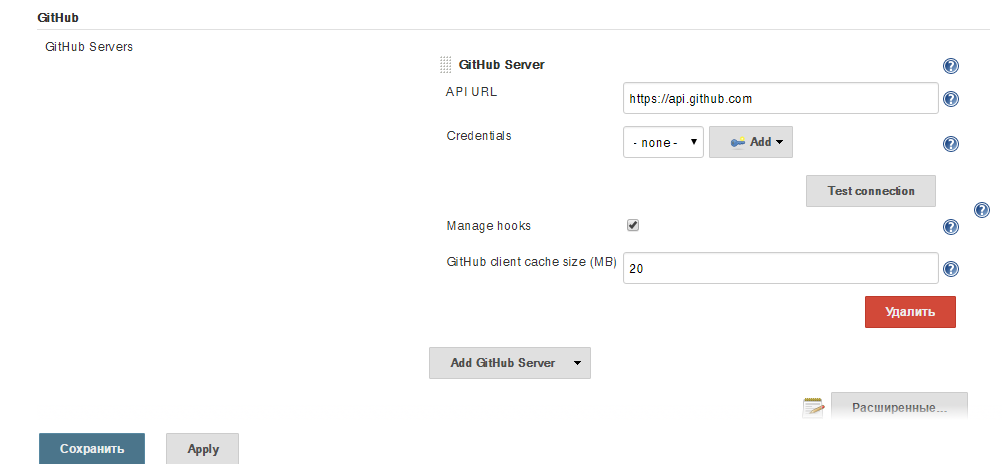 GitHub
GitHub Servers
GitHub Server
API URL
https://api.github.com
Credentials
- none -
Add
Test connection
Manage hooks
GitHub client cache size (MB)
20
Удалить
Add GitHub Server
Расширенные...
Сохранить
Apply